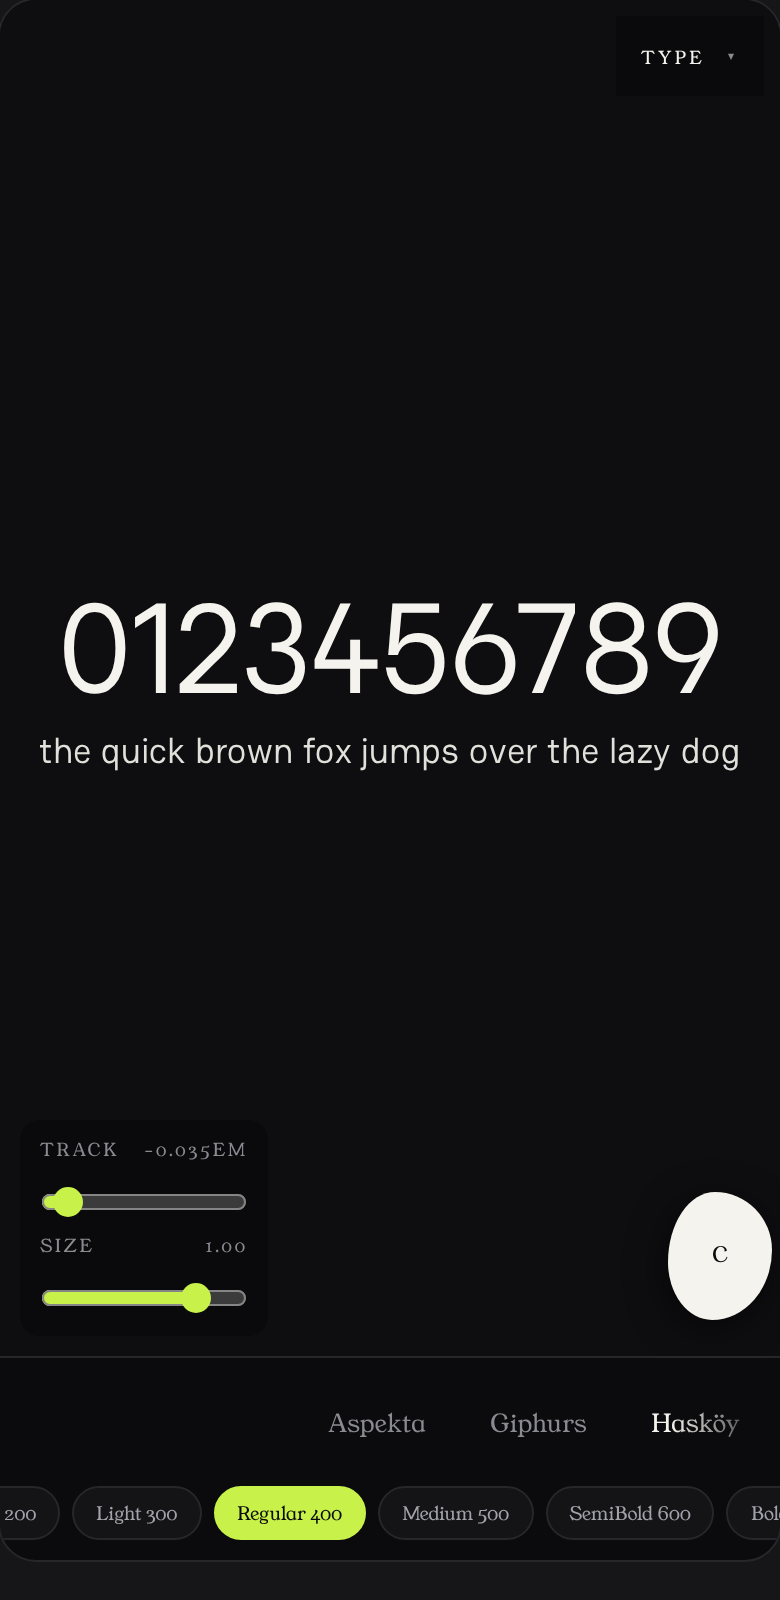 TYPE ▾
0123456789
the quick brown fox jumps over the lazy dog
TRACK -0.035EM
SIZE 1.00
C
Aspekta Giphurs Hasköy
200 Light 300 Regular 400 Medium 500 SemiBold 600